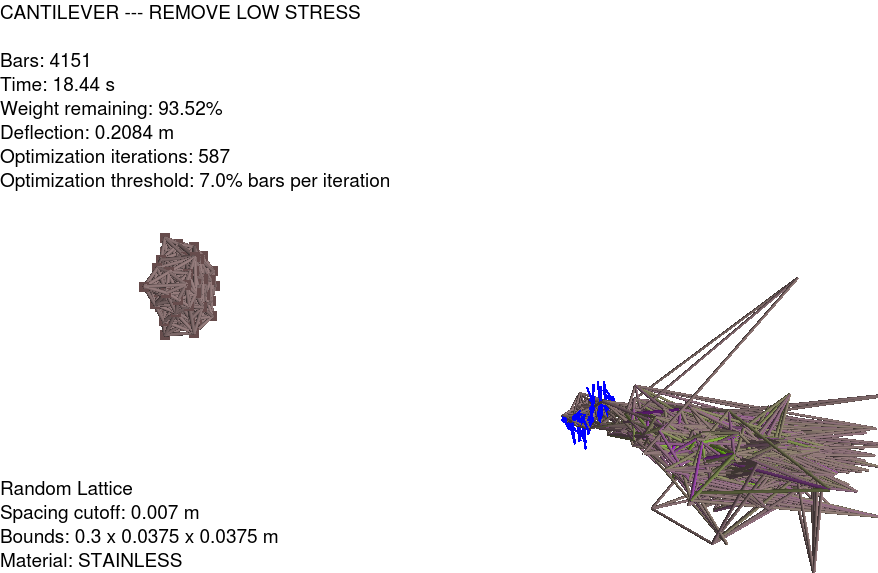 CANTILEVER --- REMOVE LOW STRESS
Bars: 4151
Time: 18.44 s
Weight remaining: 93.52%
Deflection: 0.2084 m
Optimization iterations: 587
Optimization threshold: 7.0% bars per iteration
Random Lattice
Spacing cutoff: 0.007 m
Bounds: 0.3 x 0.0375 x 0.0375 m
Material: STAINLESS